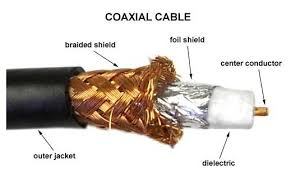 COAXIAL CABLE
braided shield
foil shield
center conductor
outer jacket
dielectric